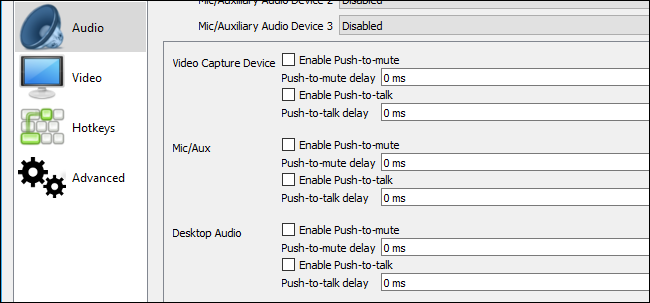 Audio
Video
Hotkeys
Advanced
Mic/Auxiliary Audio Device 2 Disabled
Mic/Auxiliary Audio Device 3 Disabled
Video Capture Device Enable Push-to-mute
Push-to-mute delay 0 ms
Enable Push-to-talk
Push-to-talk delay 0 ms
Mic/Aux Enable Push-to-mute
Push-to-mute delay 0 ms
Enable Push-to-talk
Push-to-talk delay 0 ms
Desktop Audio Enable Push-to-mute
Push-to-mute delay 0 ms
Enable Push-to-talk
Push-to-talk delay 0 ms